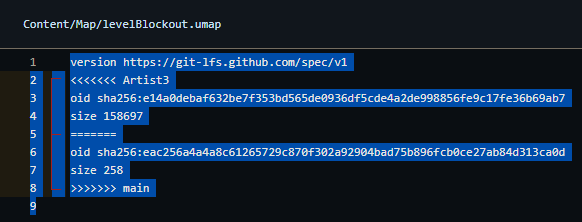 Content/Map/levelBlockout.umap
1 version https://git-lfs.github.com/spec/v1
2 <<<<<<< Artist3
3 oid sha256:e14a0debaf632be7f353bd565de0936df5cde4a2de998856fe9c17fe36b69ab7
4 size 158697
5 =======
6 oid sha256:eac256a4a4a8c61265729c870f302a92904bad75b896fcb0ce27ab84d313ca0d
7 size 258
8 >>>>>>> main
9